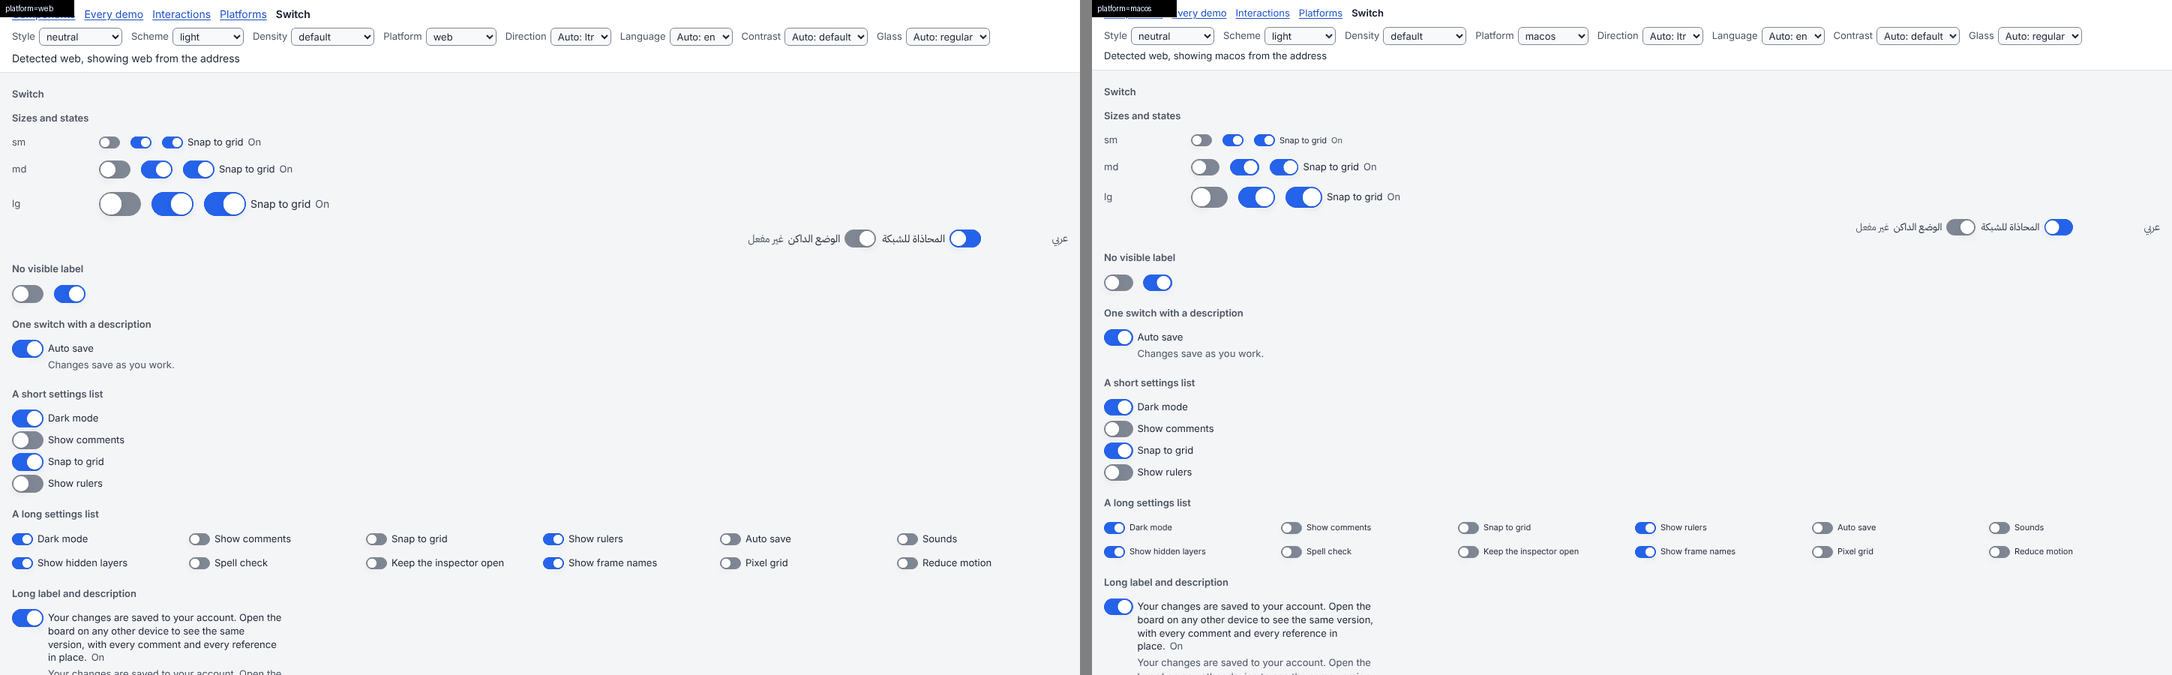 platform=web
Every demo Interactions Platforms Switch
Style neutral Scheme light Density default Platform web Direction Auto: ltr Language Auto: en Contrast Auto: default Glass Auto: regular
Detected web, showing web from the address
Switch
Sizes and states
sm Snap to grid On
md Snap to grid On
lg Snap to grid On
عربي المحاذاة للشبكة الوضع الداكن غير مفعل
No visible label
One switch with a description
Auto save
Changes save as you work.
A short settings list
Dark mode
Show comments
Snap to grid
Show rulers
A long settings list
Dark mode Show comments Snap to grid Show rulers Auto save Sounds
Show hidden layers Spell check Keep the inspector open Show frame names Pixel grid Reduce motion
Long label and description
Your changes are saved to your account. Open the
board on any other device to see the same
version, with every comment and every reference
in place. On
Your changes are saved to your account. Open the
platform=macos
very demo Interactions Platforms Switch
Style neutral Scheme light Density default Platform macos Direction Auto: ltr Language Auto: en Contrast Auto: default Glass Auto: regular
Detected web, showing macos from the address
Switch
Sizes and states
sm Snap to grid On
md Snap to grid On
lg Snap to grid On
عربي المحاذاة للشبكة الوضع الداكن غير مفعل
No visible label
One switch with a description
Auto save
Changes save as you work.
A short settings list
Dark mode
Show comments
Snap to grid
Show rulers
A long settings list
Dark mode Show comments Snap to grid Show rulers Auto save Sounds
Show hidden layers Spell check Keep the inspector open Show frame names Pixel grid Reduce motion
Long label and description
Your changes are saved to your account. Open the
board on any other device to see the same version,
with every comment and every reference in
place. On
Your changes are saved to your account. Open the